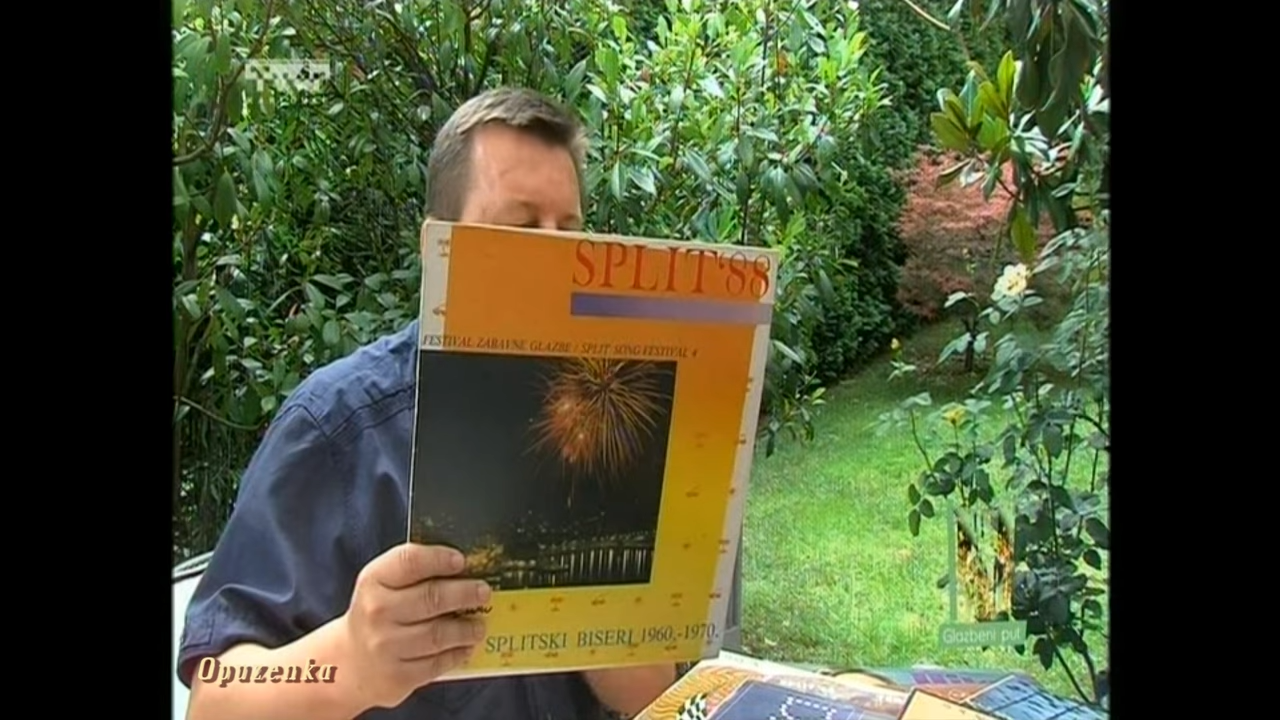 SPLIT'88
FESTIVAL ZABAVNE GLAZBE / SPLIT SONG FESTIVAL 4
SPLITSKI BISERI 1960.-1970.
Glazbeni put
Opuzenka